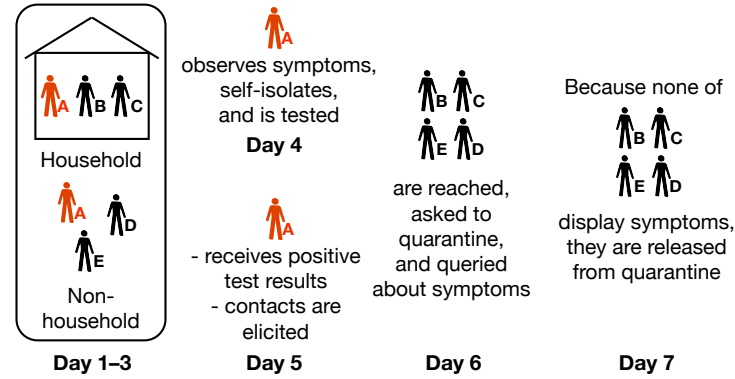 A B C
Household
A
D
E
Non-
household
Day 1–3
A
observes symptoms,
self-isolates,
and is tested
Day 4
A
- receives positive
test results
- contacts are
elicited
Day 5
B C
E D
are reached,
asked to
quarantine,
and queried
about symptoms
Day 6
Because none of
B C
E D
display symptoms,
they are released
from quarantine
Day 7